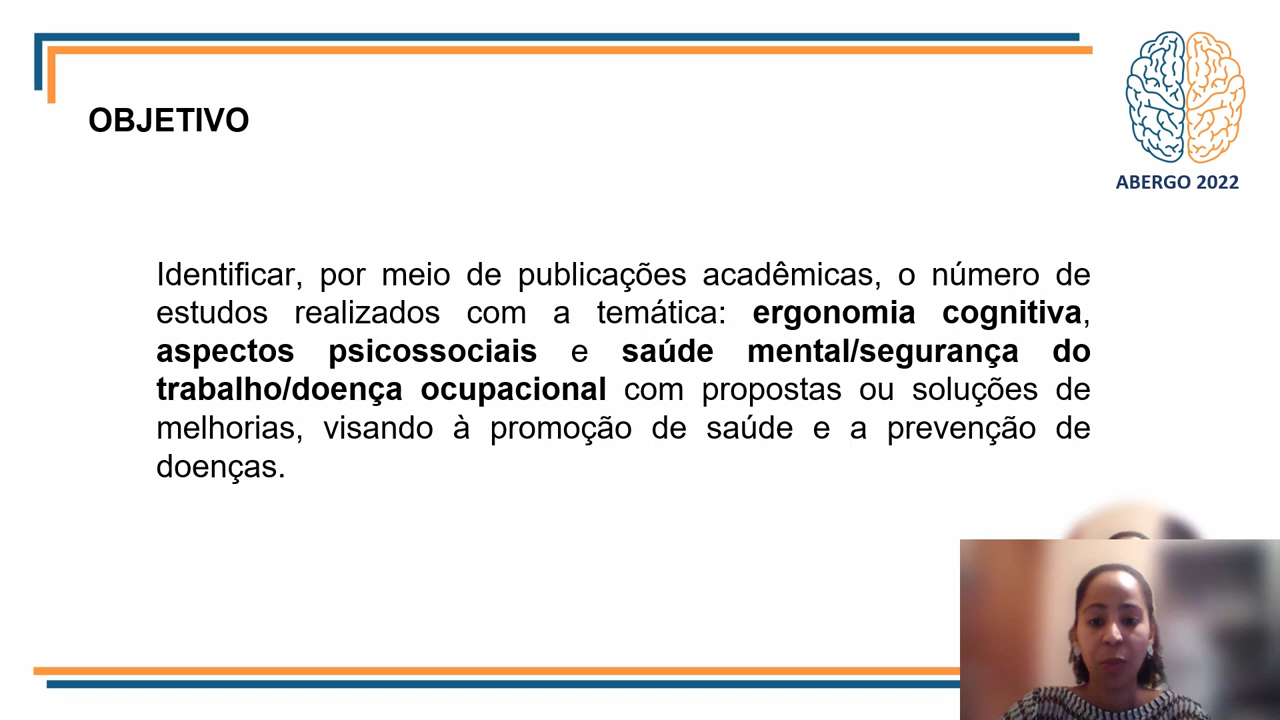 OBJETIVO
ABERGO 2022
Identificar, por meio de publicações acadêmicas, o número de
estudos realizados com a temática: ergonomia cognitiva,
aspectos psicossociais e saúde mental/segurança do
trabalho/doença ocupacional com propostas ou soluções de
melhorias, visando à promoção de saúde e a prevenção de
doenças.